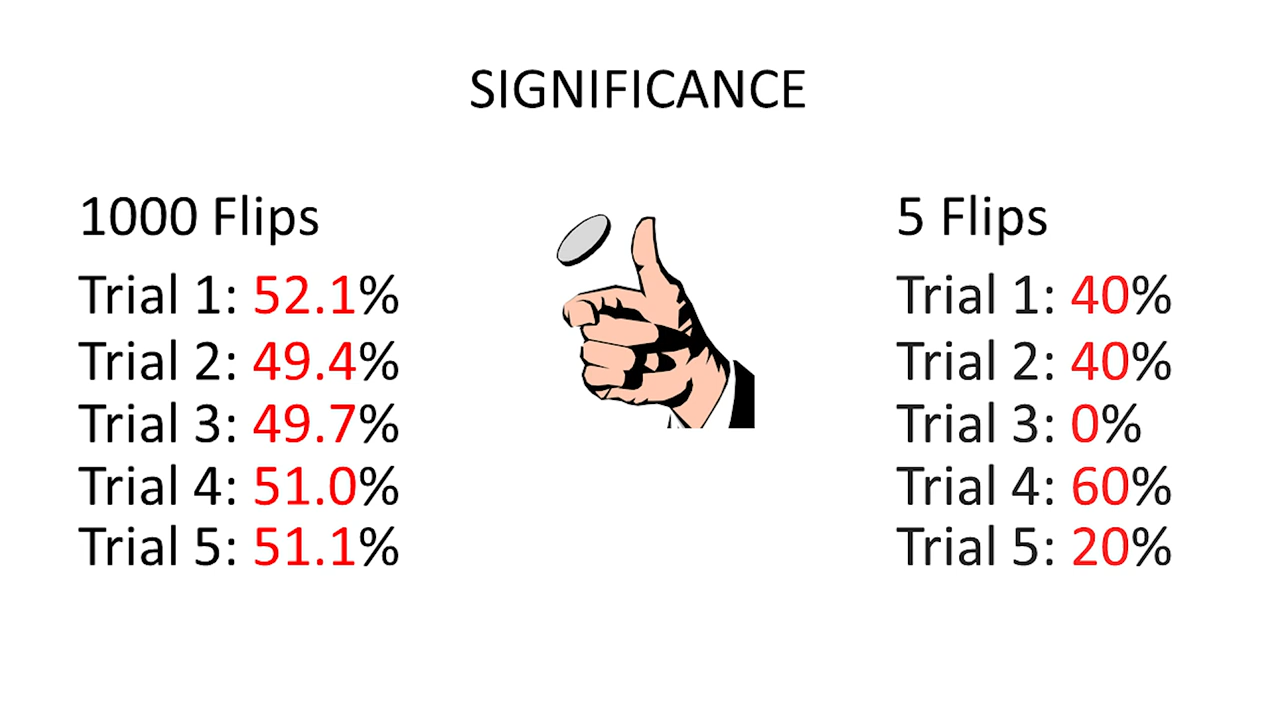 SIGNIFICANCE
1000 Flips
Trial 1: 52.1%
Trial 2: 49.4%
Trial 3: 49.7%
Trial 4: 51.0%
Trial 5: 51.1%
5 Flips
Trial 1: 40%
Trial 2: 40%
Trial 3: 0%
Trial 4: 60%
Trial 5: 20%